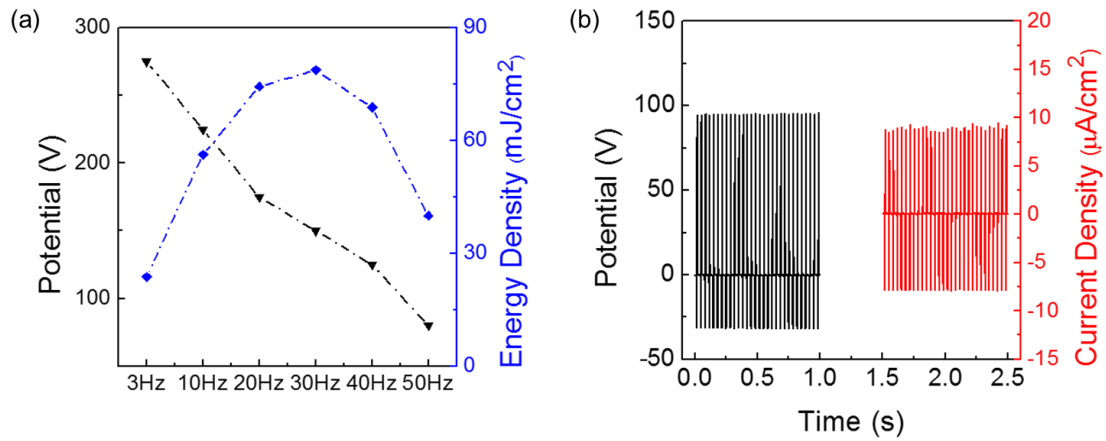 (a)
300
200
100
Potential (V)
3Hz 10Hz 20Hz 30Hz 40Hz 50Hz
90
60
30
0
Energy Density (mJ/cm²)
(b)
150
100
50
0
-50
Potential (V)
0.0 0.5 1.0 1.5 2.0 2.5
Time (s)
20
15
10
5
0
-5
-10
-15
Current Density (μA/cm²)